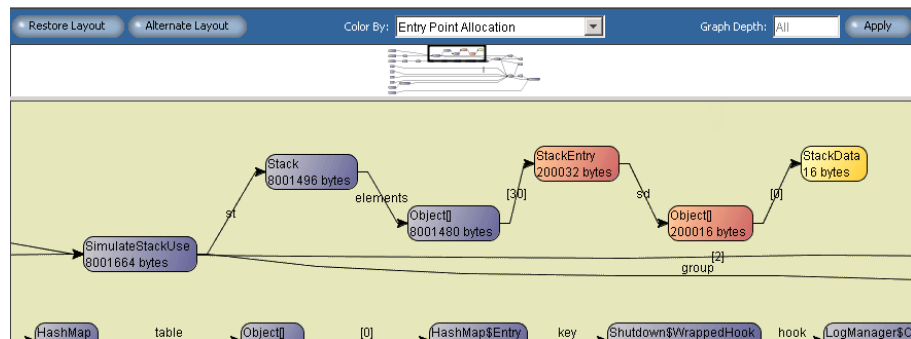 Restore Layout Alternate Layout Color By: Entry Point Allocation Graph Depth: All Apply
Stack
8001496 bytes
StackEntry
200032 bytes
StackData
16 bytes
st
elements
[30]
sd
[0]
Object[]
8001480 bytes
Object[]
200016 bytes
SimulateStackUse
8001664 bytes
[2]
group
HashMap table Object[] [0] HashMap$Entry key Shutdown$WrappedHook hook LogManager$C